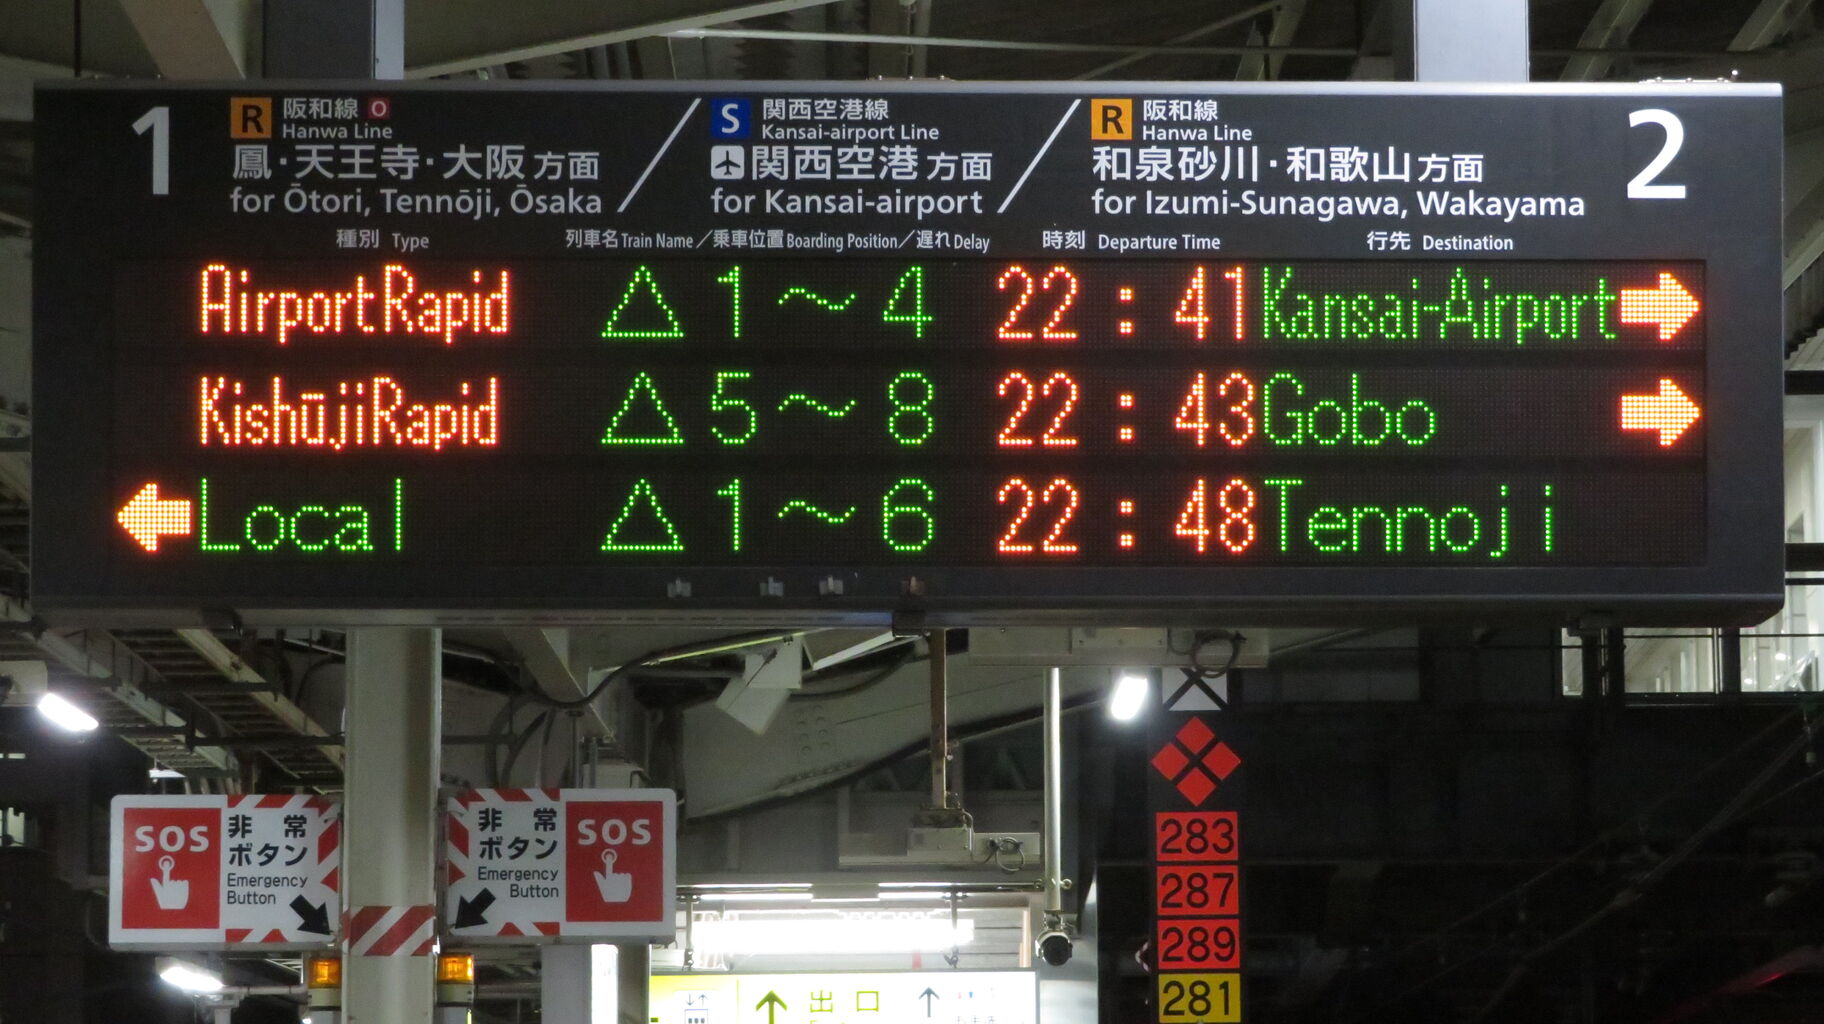 1
R 阪和線 O
Hanwa Line
鳳・天王寺・大阪方面
for Ōtori, Tennōji, Ōsaka
S 関西空港線
Kansai-airport Line
関西空港方面
for Kansai-airport
R 阪和線
Hanwa Line
和泉砂川・和歌山方面
for Izumi-Sunagawa, Wakayama
2
種別 Type 列車名 Train Name／乗車位置 Boarding Position／遅れ Delay 時刻 Departure Time 行先 Destination
AirportRapid △1～4 22:41 Kansai-Airport →
KishūjiRapid △5～8 22:43 Gobo →
← Local △1～6 22:48 Tennoji
SOS
非常
ボタン
Emergency
Button
非常
ボタン
Emergency
Button
SOS
283
287
289
281
出口